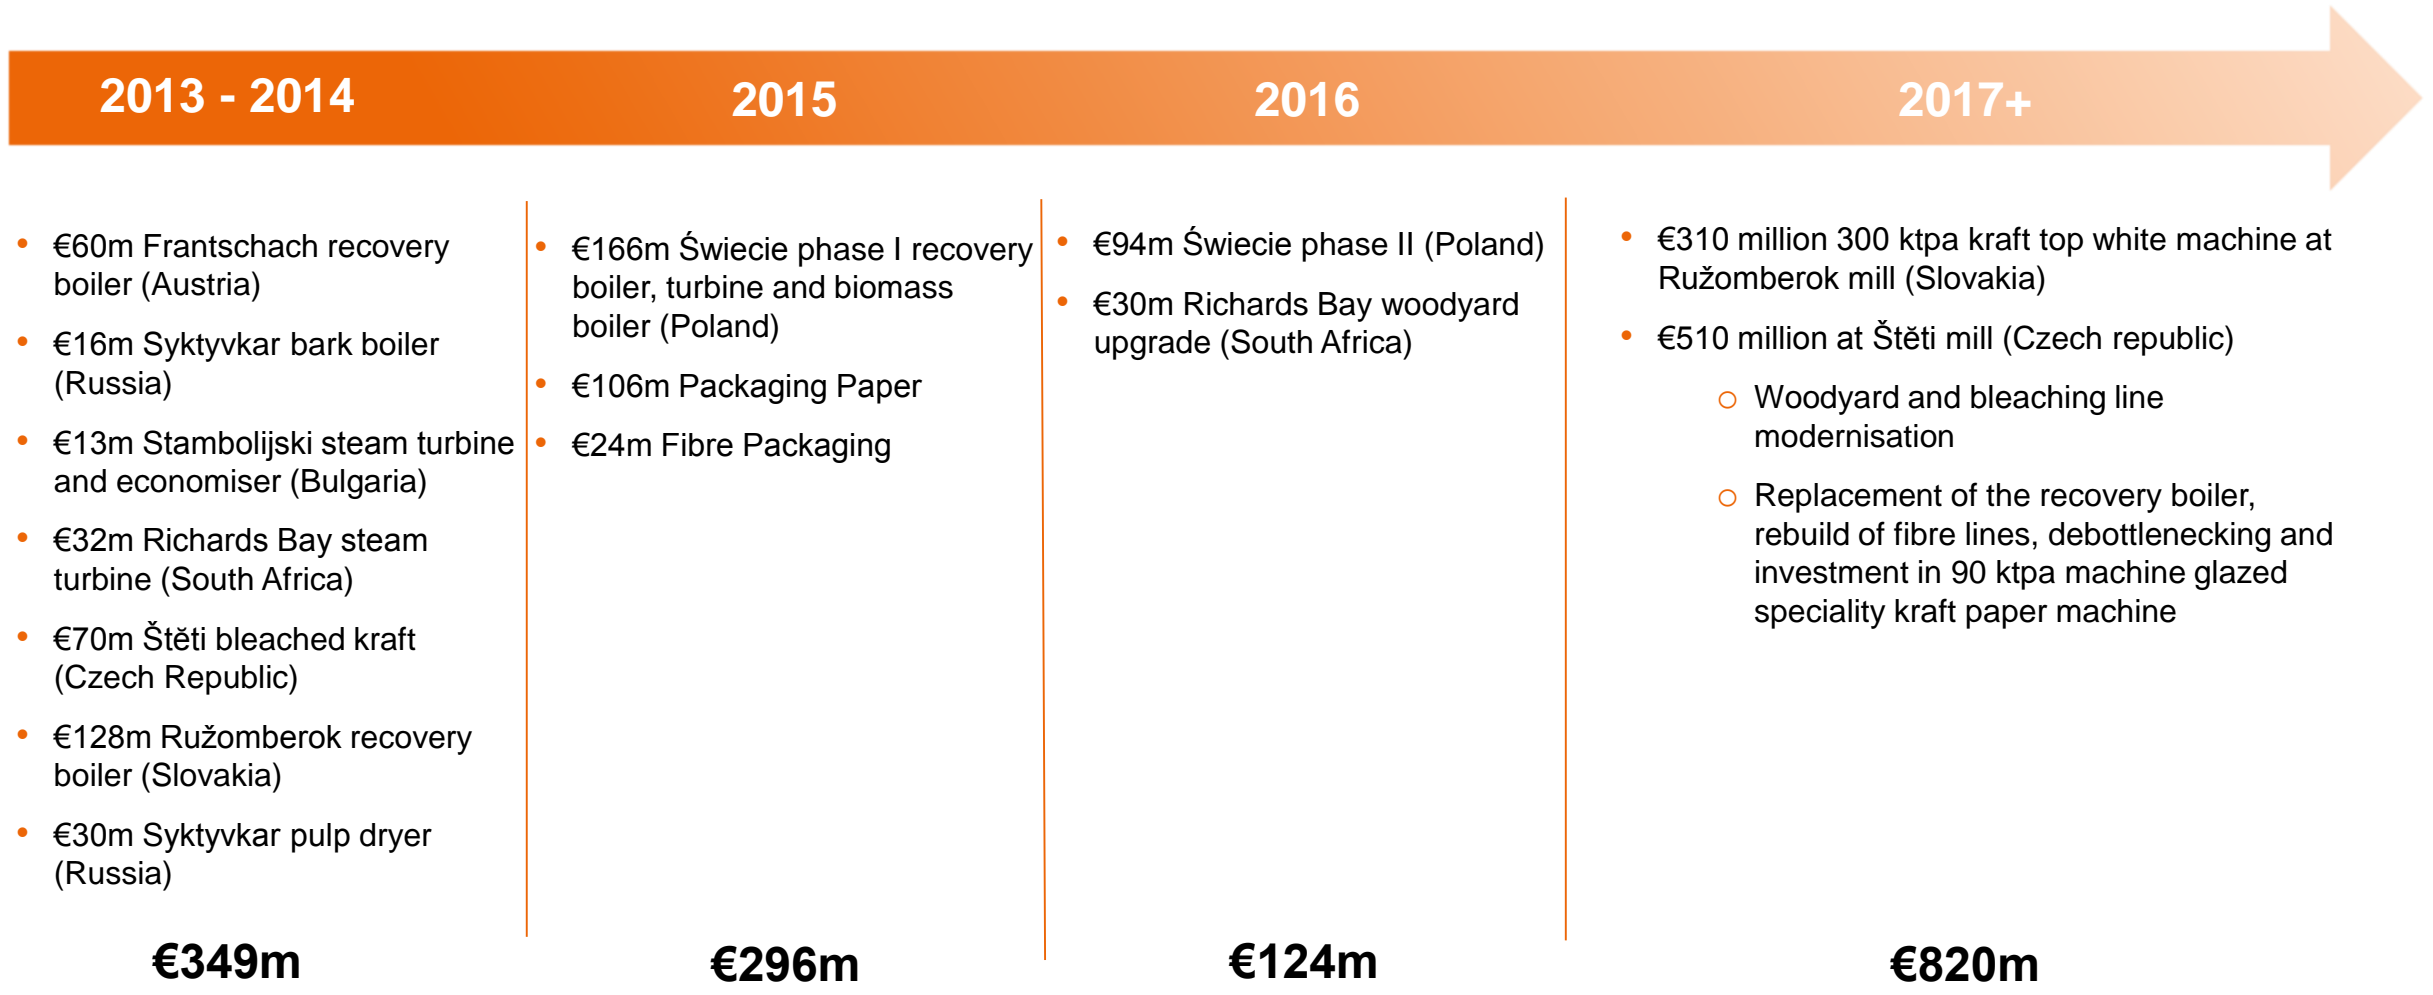 2013 - 2014
2015
2016
2017+
• €60m Frantschach recovery
boiler (Austria)
• €16m Syktyvkar bark boiler
(Russia)
• €13m Stambolijski steam turbine
and economiser (Bulgaria)
• €32m Richards Bay steam
turbine (South Africa)
• €70m Štĕti bleached kraft
(Czech Republic)
• €128m Ružomberok recovery
boiler (Slovakia)
• €30m Syktyvkar pulp dryer
(Russia)
€349m
• €166m Świecie phase I recovery
boiler, turbine and biomass
boiler (Poland)
• €106m Packaging Paper
• €24m Fibre Packaging
€296m
• €94m Świecie phase II (Poland)
• €30m Richards Bay woodyard
upgrade (South Africa)
€124m
• €310 million 300 ktpa kraft top white machine at
Ružomberok mill (Slovakia)
• €510 million at Štĕti mill (Czech republic)
o Woodyard and bleaching line
modernisation
o Replacement of the recovery boiler,
rebuild of fibre lines, debottlenecking and
investment in 90 ktpa machine glazed
speciality kraft paper machine
€820m